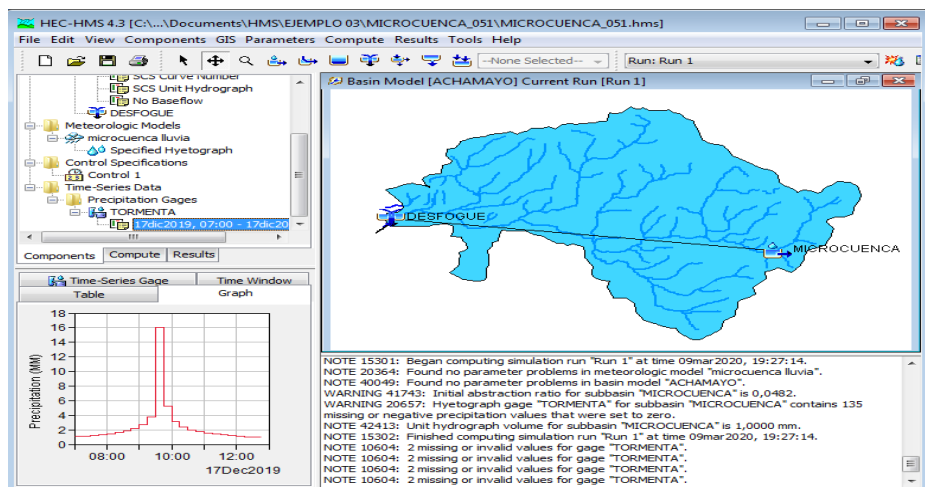 HEC-HMS 4.3 [C:\...\Documents\HMS\EJEMPLO 03\MICROCUENCA_051\MICROCUENCA_051.hms]
File Edit View Components GIS Parameters Compute Results Tools Help
--None Selected--
Run: Run 1
SCS Curve Number
SCS Unit Hydrograph
No Baseflow
DESFOGUE
Meteorologic Models
microcuenca lluvia
Specified Hyetograph
Control Specifications
Control 1
Time-Series Data
Precipitation Gages
TORMENTA
17dic2019, 07:00 - 17dic20
Components Compute Results
Time-Series Gage Time Window
Table Graph
18
16
14
12
10
8
6
4
2
0
Precipitation (MM)
08:00 10:00 12:00
17Dec2019
Basin Model [ACHAMAYO] Current Run [Run 1]
DESFOGUE
MICROCUENCA
NOTE 15301: Began computing simulation run "Run 1" at time 09mar2020, 19:27:14.
NOTE 20364: Found no parameter problems in meteorologic model "microcuenca lluvia".
NOTE 40049: Found no parameter problems in basin model "ACHAMAYO".
WARNING 41743: Initial abstraction ratio for subbasin "MICROCUENCA" is 0,0482.
WARNING 20657: Hyetograph gage "TORMENTA" for subbasin "MICROCUENCA" contains 135
missing or negative precipitation values that were set to zero.
NOTE 42413: Unit hydrograph volume for subbasin "MICROCUENCA" is 1,0000 mm.
NOTE 15302: Finished computing simulation run "Run 1" at time 09mar2020, 19:27:14.
NOTE 10604: 2 missing or invalid values for gage "TORMENTA".
NOTE 10604: 2 missing or invalid values for gage "TORMENTA".
NOTE 10604: 2 missing or invalid values for gage "TORMENTA".